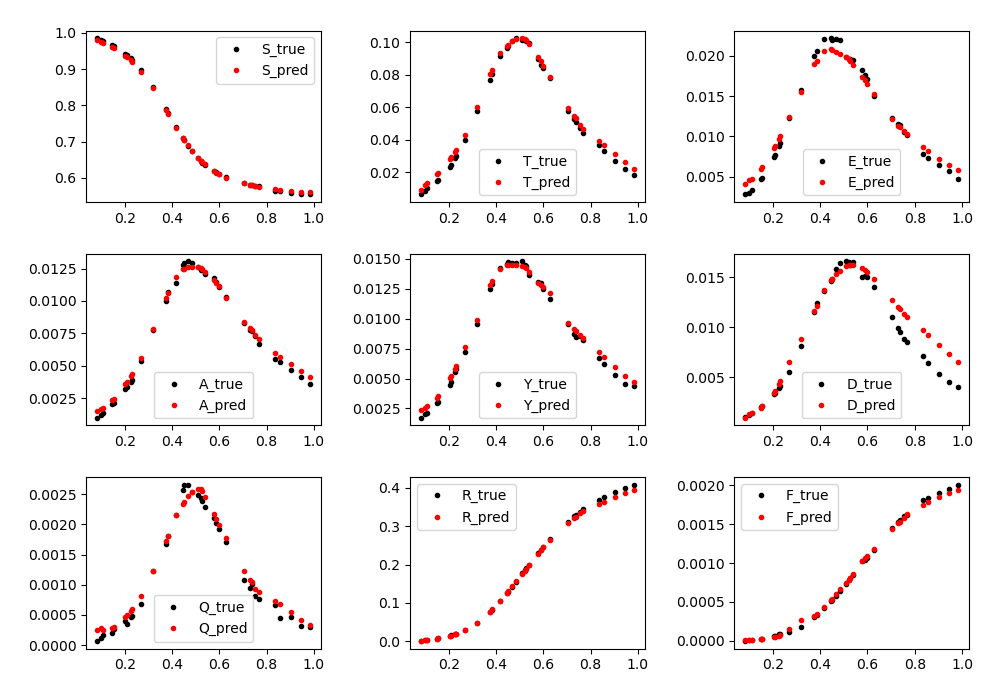 1.0
0.9
0.8
0.7
0.6
0.2 0.4 0.6 0.8 1.0
S_true
S_pred
0.10
0.08
0.06
0.04
0.02
0.2 0.4 0.6 0.8 1.0
T_true
T_pred
0.020
0.015
0.010
0.005
0.2 0.4 0.6 0.8 1.0
E_true
E_pred
0.0125
0.0100
0.0075
0.0050
0.0025
0.2 0.4 0.6 0.8 1.0
A_true
A_pred
0.0150
0.0125
0.0100
0.0075
0.0050
0.0025
0.2 0.4 0.6 0.8 1.0
Y_true
Y_pred
0.015
0.010
0.005
0.2 0.4 0.6 0.8 1.0
D_true
D_pred
0.0025
0.0020
0.0015
0.0010
0.0005
0.0000
0.2 0.4 0.6 0.8 1.0
Q_true
Q_pred
0.4
0.3
0.2
0.1
0.0
0.2 0.4 0.6 0.8 1.0
R_true
R_pred
0.0020
0.0015
0.0010
0.0005
0.0000
0.2 0.4 0.6 0.8 1.0
F_true
F_pred